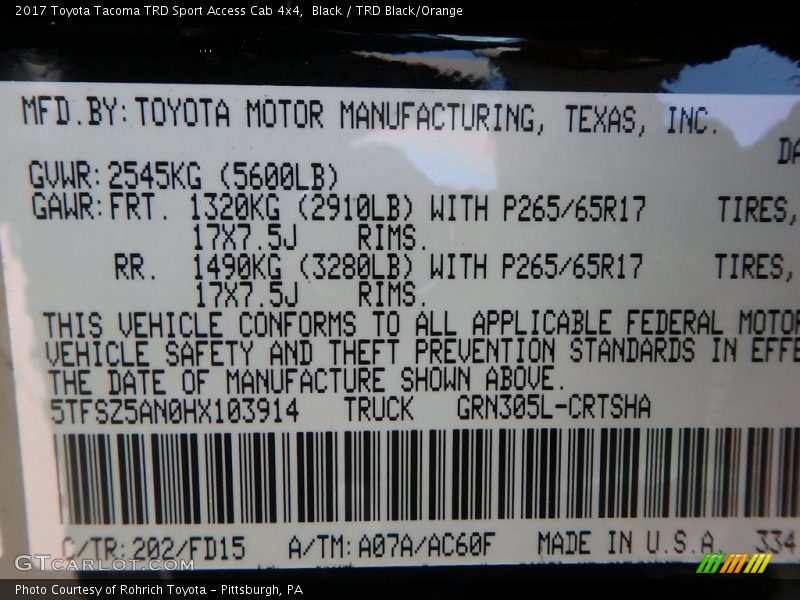 2017 Toyota Tacoma TRD Sport Access Cab 4x4,  Black / TRD Black/Orange
MFD.BY:TOYOTA MOTOR MANUFACTURING, TEXAS, INC.
DA
GVWR:2545KG (5600LB)
GAWR:FRT. 1320KG (2910LB) WITH P265/65R17 TIRES,
17X7.5J RIMS.
RR. 1490KG (3280LB) WITH P265/65R17 TIRES,
17X7.5J RIMS.
THIS VEHICLE CONFORMS TO ALL APPLICABLE FEDERAL MOTOR
VEHICLE SAFETY AND THEFT PREVENTION STANDARDS IN EFFE
THE DATE OF MANUFACTURE SHOWN ABOVE.
5TFSZ5AN0HX103914 TRUCK GRN305L-CRTSHA
C/TR:202/FD15 A/TM:A07A/AC60F MADE IN U.S.A. 334
GTCarLot.com
Photo Courtesy of Rohrich Toyota - Pittsburgh, PA